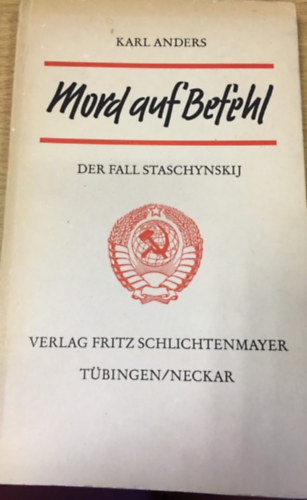 KARL ANDERS
Mord auf Befehl
DER FALL STASCHYNSKIJ
VERLAG FRITZ SCHLICHTENMAYER
TÜBINGEN/NECKAR